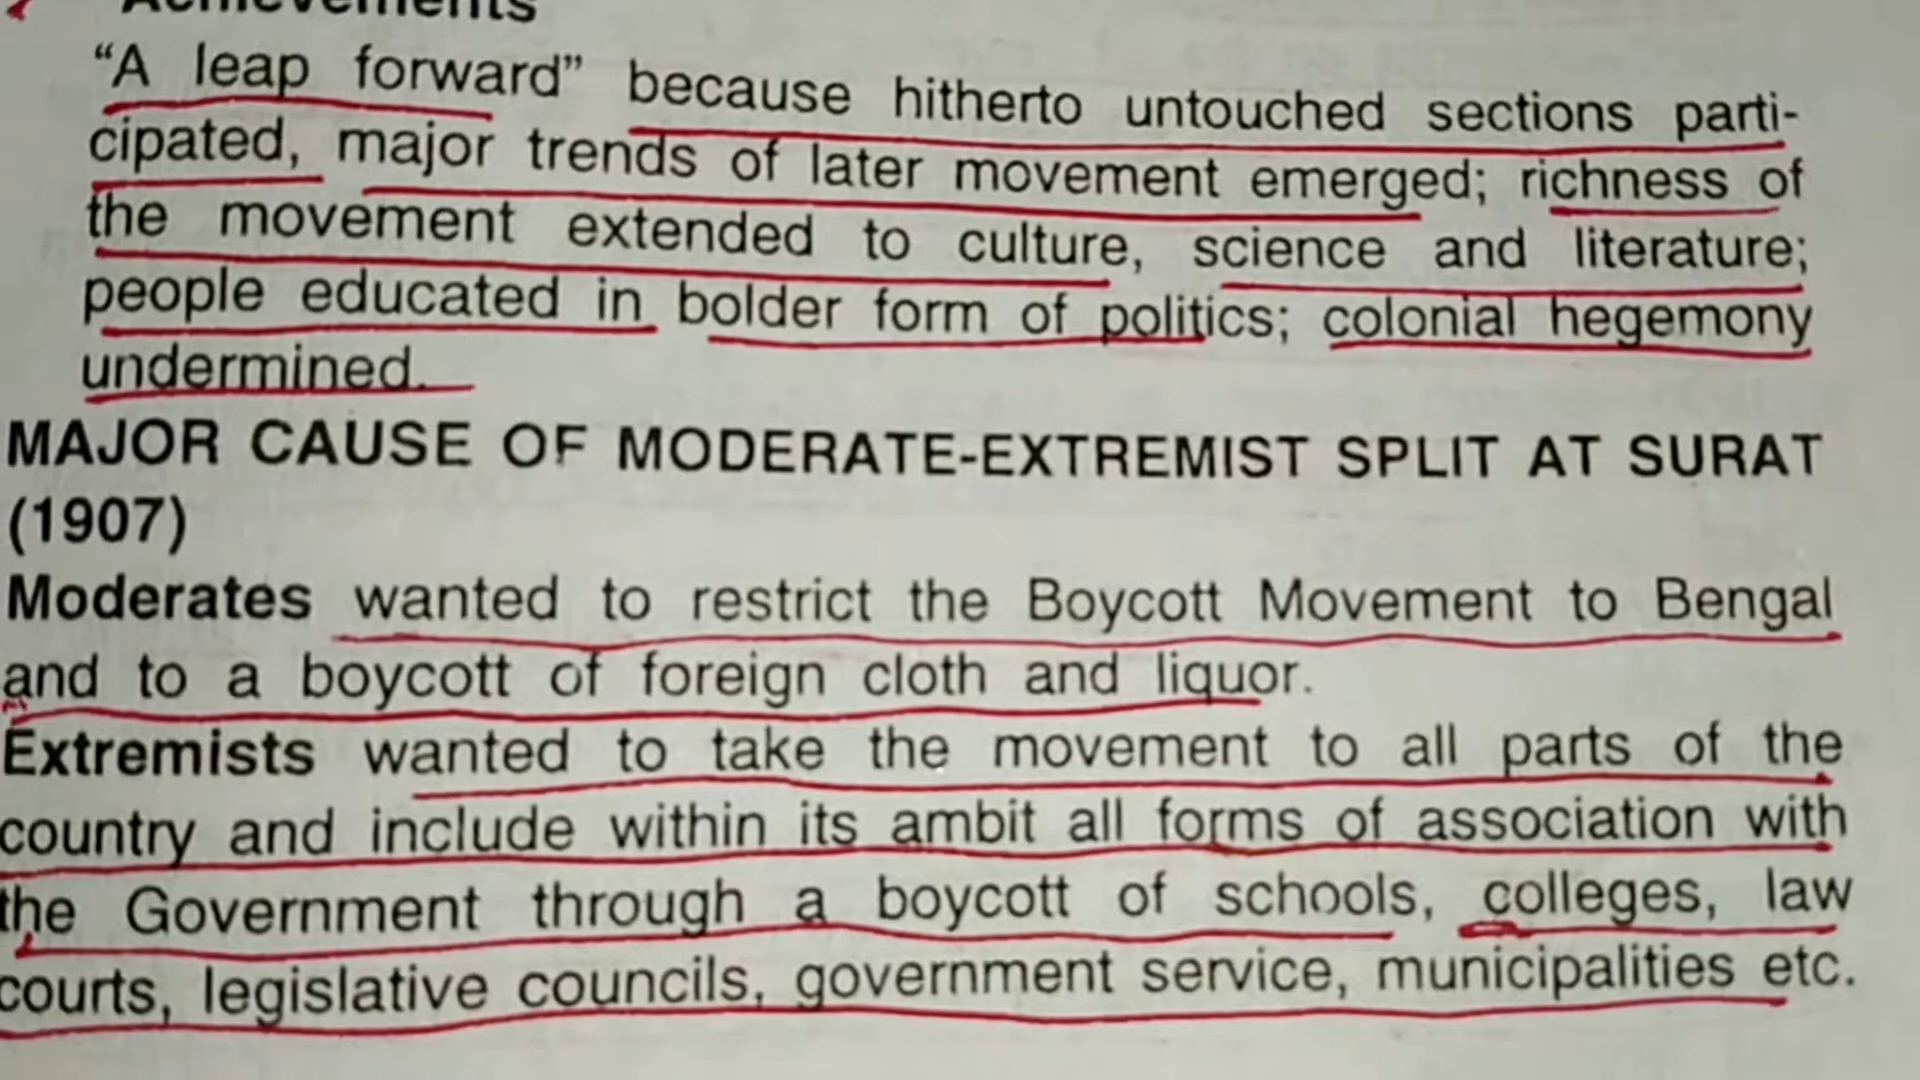 Achievements
“A leap forward” because hitherto untouched sections parti-
cipated, major trends of later movement emerged; richness of
the movement extended to culture, science and literature;
people educated in bolder form of politics; colonial hegemony
undermined.
MAJOR CAUSE OF MODERATE-EXTREMIST SPLIT AT SURAT
(1907)
Moderates wanted to restrict the Boycott Movement to Bengal
and to a boycott of foreign cloth and liquor.
Extremists wanted to take the movement to all parts of the
country and include within its ambit all forms of association with
the Government through a boycott of schools, colleges, law
courts, legislative councils, government service, municipalities etc.